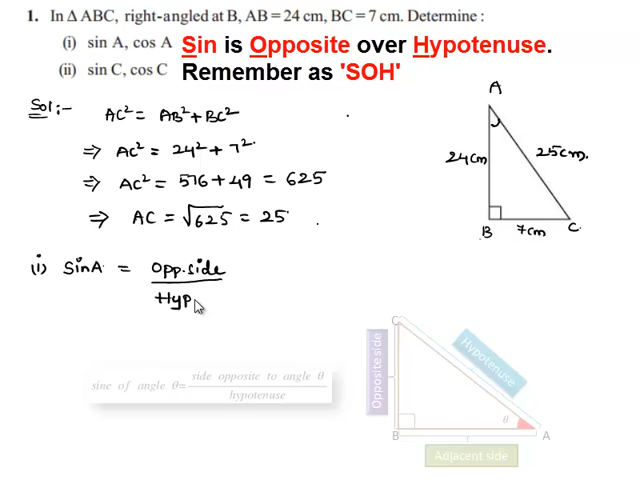 1. In Δ ABC, right-angled at B, AB = 24 cm, BC = 7 cm. Determine :
(i) sin A, cos A Sin is Opposite over Hypotenuse.
(ii) sin C, cos C Remember as 'SOH'
Sol:-
AC² = AB² + BC²
⇒ AC² = 24² + 7²
⇒ AC² = 576 + 49 = 625
⇒ AC = √625 = 25
A
24cm
25cm.
B
7cm
C
(i) SinA = Opp.side
Hyp
sine of angle θ= side opposite to angle θ
hypotenuse
C
Opposite side
Hypotenuse
θ
B
A
Adjacent side